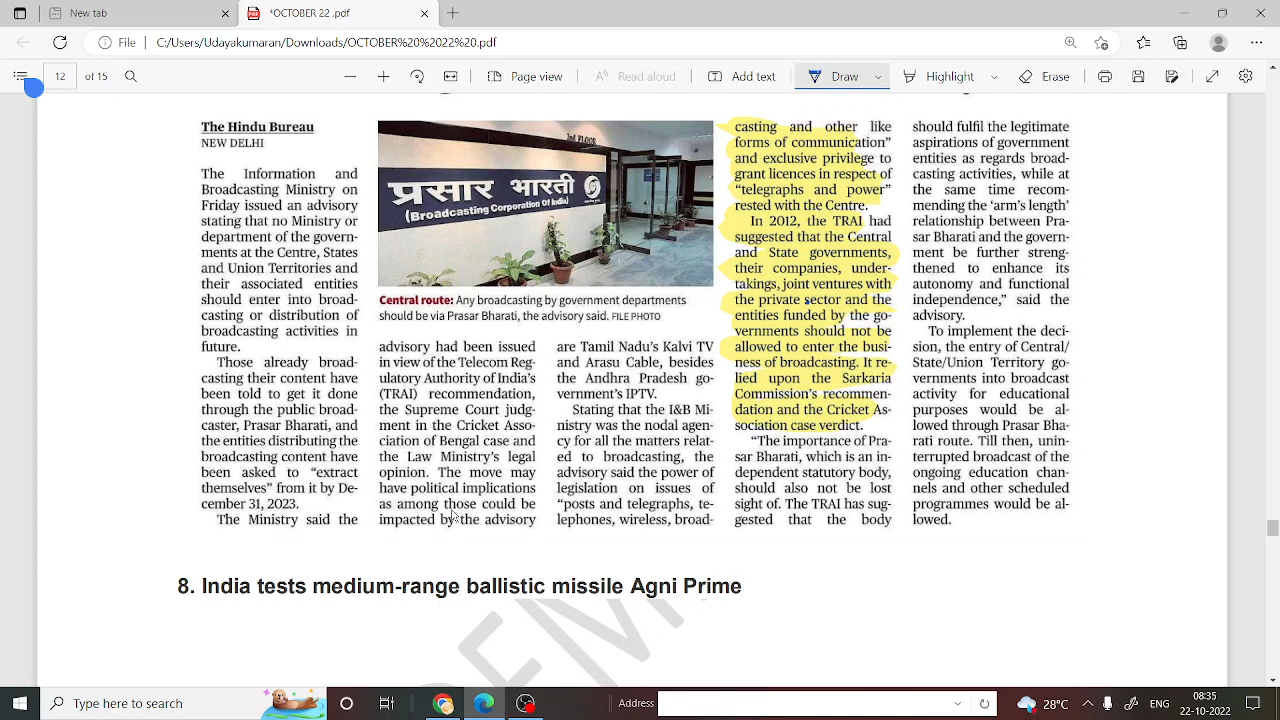 New tab
*OCTOBER 22.pdf
File
C:/Users/Udayakumaran/Downloads/OCTOBER%20%2022%20.pdf
12
of 15
Page view
Read aloud
Add text
Draw
Highlight
Erase
The Hindu Bureau
NEW DELHI
The Information and
Broadcasting Ministry on
Friday issued an advisory
stating that no Ministry or
department of the govern-
ments at the Centre, States
and Union Territories and
their associated entities
should enter into broad-
casting or distribution of
broadcasting activities in
future.
Those already broad-
casting their content have
been told to get it done
through the public broad-
caster, Prasar Bharati, and
the entities distributing the
broadcasting content have
been asked to “extract
themselves” from it by De-
cember 31, 2023.
The Ministry said the
2nd FLOOR
प्रसार भारती
(Broadcasting Corporation Of India)
Central route: Any broadcasting by government departments
should be via Prasar Bharati, the advisory said. FILE PHOTO
advisory had been issued
in view of the Telecom Reg-
ulatory Authority of India’s
(TRAI) recommendation,
the Supreme Court judg-
ment in the Cricket Asso-
ciation of Bengal case and
the Law Ministry’s legal
opinion. The move may
have political implications
as among those could be
impacted by the advisory
are Tamil Nadu’s Kalvi TV
and Arasu Cable, besides
the Andhra Pradesh go-
vernment’s IPTV.
Stating that the I&B Mi-
nistry was the nodal agen-
cy for all the matters relat-
ed to broadcasting, the
advisory said the power of
legislation on issues of
“posts and telegraphs, te-
lephones, wireless, broad-
casting and other like
forms of communication”
and exclusive privilege to
grant licences in respect of
“telegraphs and power”
rested with the Centre.
In 2012, the TRAI had
suggested that the Central
and State governments,
their companies, under-
takings, joint ventures with
the private sector and the
entities funded by the go-
vernments should not be
allowed to enter the busi-
ness of broadcasting. It re-
lied upon the Sarkaria
Commission’s recommen-
dation and the Cricket As-
sociation case verdict.
“The importance of Pra-
sar Bharati, which is an in-
dependent statutory body,
should also not be lost
sight of. The TRAI has sug-
gested that the body
should fulfil the legitimate
aspirations of government
entities as regards broad-
casting activities, while at
the same time recom-
mending the ‘arm’s length’
relationship between Pra-
sar Bharati and the govern-
ment be further streng-
thened to enhance its
autonomy and functional
independence,” said the
advisory.
To implement the deci-
sion, the entry of Central/
State/Union Territory go-
vernments into broadcast
activity for educational
purposes would be al-
lowed through Prasar Bha-
rati route. Till then, unin-
terrupted broadcast of the
ongoing education chan-
nels and other scheduled
programmes would be al-
lowed.
8. India tests medium-range ballistic missile Agni Prime
Type here to search
Address
28°C
ENG
08:35
22-10-2022